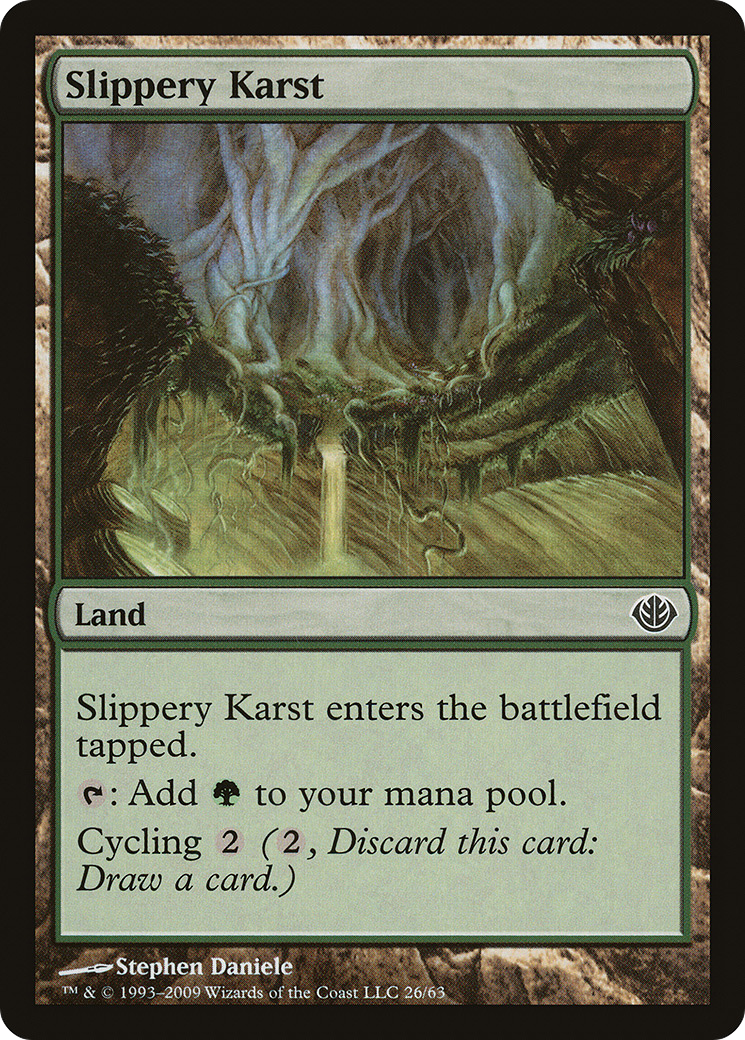 Slippery Karst
Land
Slippery Karst enters the battlefield
tapped.
: Add to your mana pool.
Cycling 2 (2, Discard this card:
Draw a card.)
Stephen Daniele
™ & © 1993–2009 Wizards of the Coast LLC 26/63